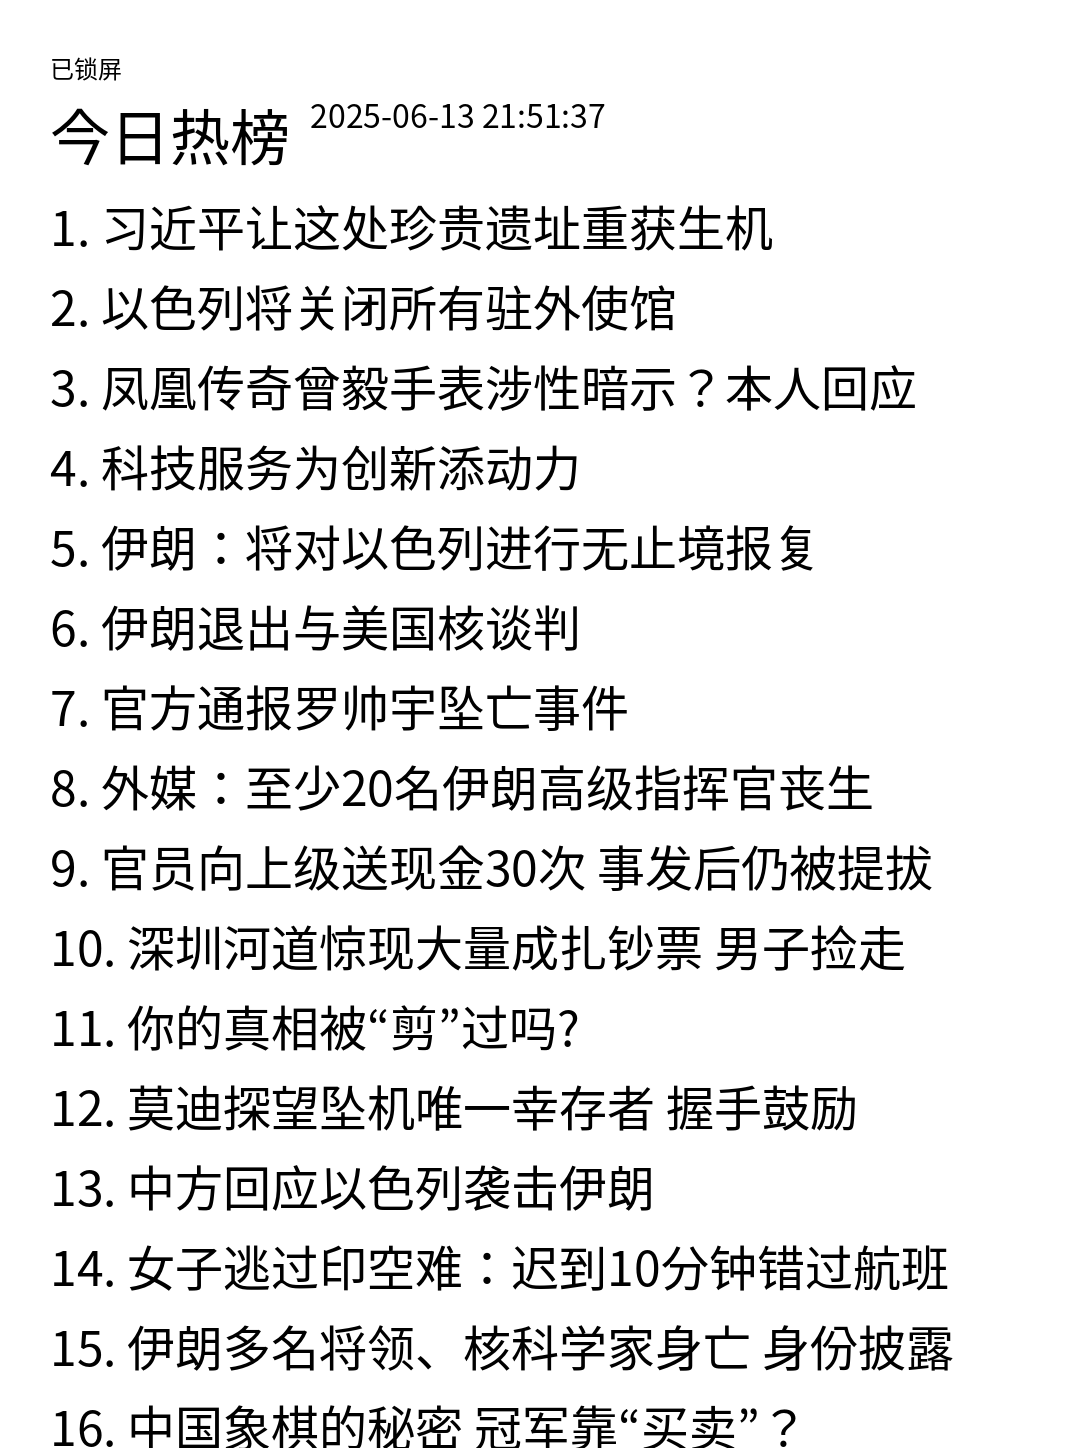 已锁屏
今日热榜 2025-06-13 21:51:37
1. 习近平让这处珍贵遗址重获生机
2. 以色列将关闭所有驻外使馆
3. 凤凰传奇曾毅手表涉性暗示？本人回应
4. 科技服务为创新添动力
5. 伊朗：将对以色列进行无止境报复
6. 伊朗退出与美国核谈判
7. 官方通报罗帅宇坠亡事件
8. 外媒：至少20名伊朗高级指挥官丧生
9. 官员向上级送现金30次 事发后仍被提拔
10. 深圳河道惊现大量成扎钞票 男子捡走
11. 你的真相被“剪”过吗?
12. 莫迪探望坠机唯一幸存者 握手鼓励
13. 中方回应以色列袭击伊朗
14. 女子逃过印空难：迟到10分钟错过航班
15. 伊朗多名将领、核科学家身亡 身份披露
16. 中国象棋的秘密 冠军靠“买卖”？